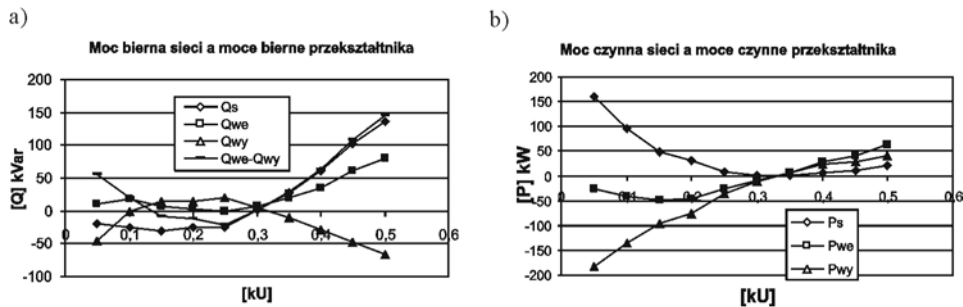 a)
Moc bierna sieci a moce bierne przekształtnika
[Q] kVar
200
150
100
50
0
-50
-100
0
0,1
0,2
0,3
0,4
0,5
0,6
Qs
Qwe
Qwy
Qwe-Qwy
[kU]
b)
Moc czynna sieci a moce czynne przekształtnika
[P] kW
200
150
100
50
0
-50
-100
-150
-200
0
0,1
0,2
0,3
0,4
0,5
0,6
Ps
Pwe
Pwy
[kU]